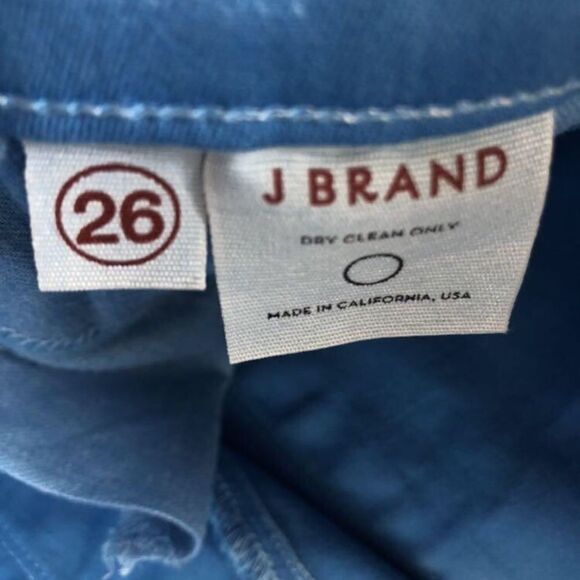 26
J BRAND
DRY CLEAN ONLY
MADE IN CALIFORNIA, USA